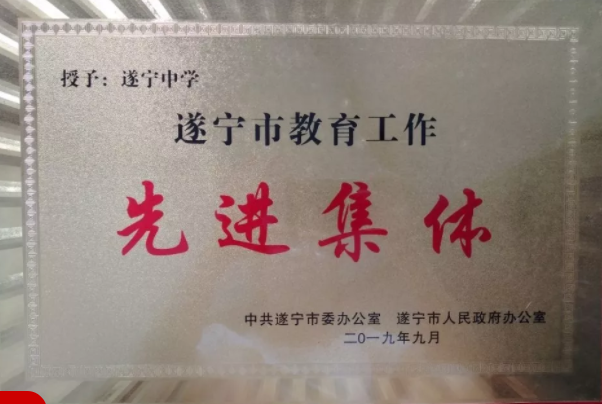 授予：遂宁中学
遂宁市教育工作
先进集体
中共遂宁市委办公室 遂宁市人民政府办公室
二0一九年九月